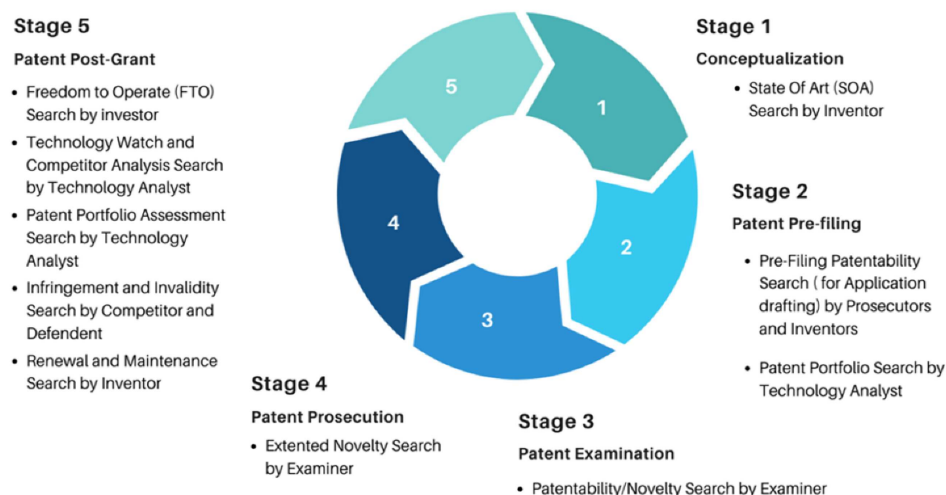 Stage 1
Conceptualization
• State Of Art (SOA)
Search by Inventor
Stage 2
Patent Pre-filing
• Pre-Filing Patentability
Search ( for Application
drafting) by Prosecutors
and Inventors
• Patent Portfolio Search by
Technology Analyst
Stage 3
Patent Examination
• Patentability/Novelty Search by Examiner
Stage 4
Patent Prosecution
• Extented Novelty Search
by Examiner
Stage 5
Patent Post-Grant
• Freedom to Operate (FTO)
Search by investor
• Technology Watch and
Competitor Analysis Search
by Technology Analyst
• Patent Portfolio Assessment
Search by Technology
Analyst
• Infringement and Invalidity
Search by Competitor and
Defendent
• Renewal and Maintenance
Search by Inventor
1
2
3
4
5